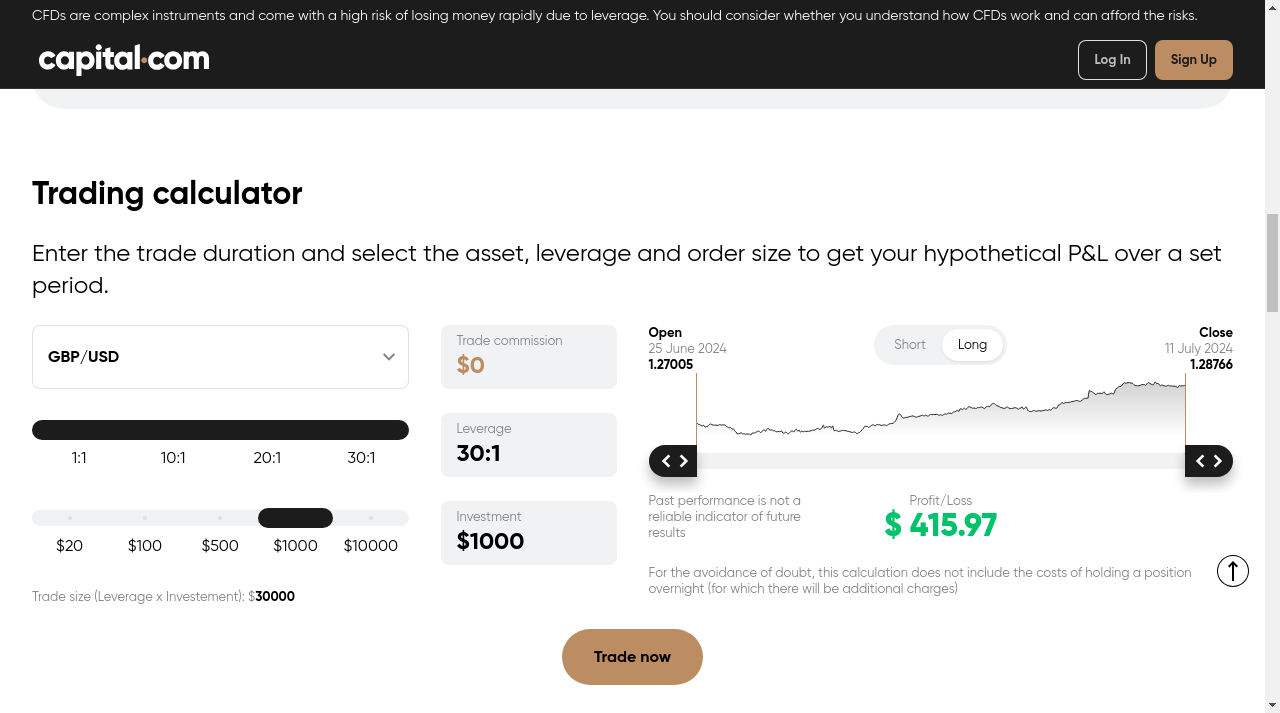 CFDs are complex instruments and come with a high risk of losing money rapidly due to leverage. You should consider whether you understand how CFDs work and can afford the risks.
capital.com
Log In
Sign Up
Trading calculator
Enter the trade duration and select the asset, leverage and order size to get your hypothetical P&L over a set
period.
GBP/USD
1:1 10:1 20:1 30:1
$20 $100 $500 $1000 $10000
Trade size (Leverage x Investement): $30000
Trade commission
$0
Leverage
30:1
Investment
$1000
Open
25 June 2024
1.27005
Short Long
Close
11 July 2024
1.28766
Past performance is not a
reliable indicator of future
results
Profit/Loss
$ 415.97
For the avoidance of doubt, this calculation does not include the costs of holding a position
overnight (for which there will be additional charges)
Trade now